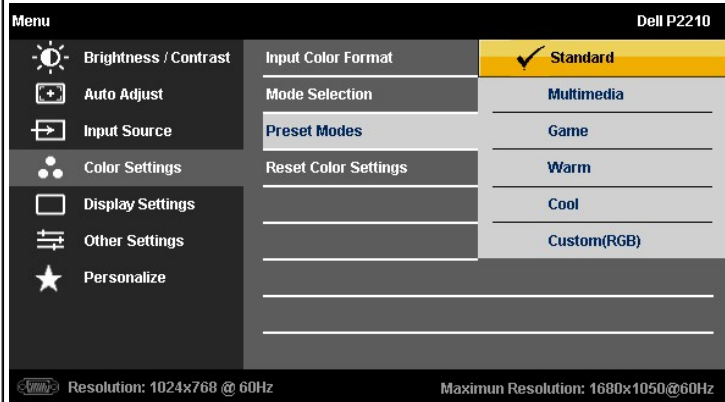 Menu Dell P2210
Brightness / Contrast Input Color Format Standard
Auto Adjust Mode Selection Multimedia
Input Source Preset Modes Game
Color Settings Reset Color Settings Warm
Display Settings Cool
Other Settings Custom(RGB)
Personalize
Resolution: 1024x768 @ 60Hz Maximun Resolution: 1680x1050@60Hz